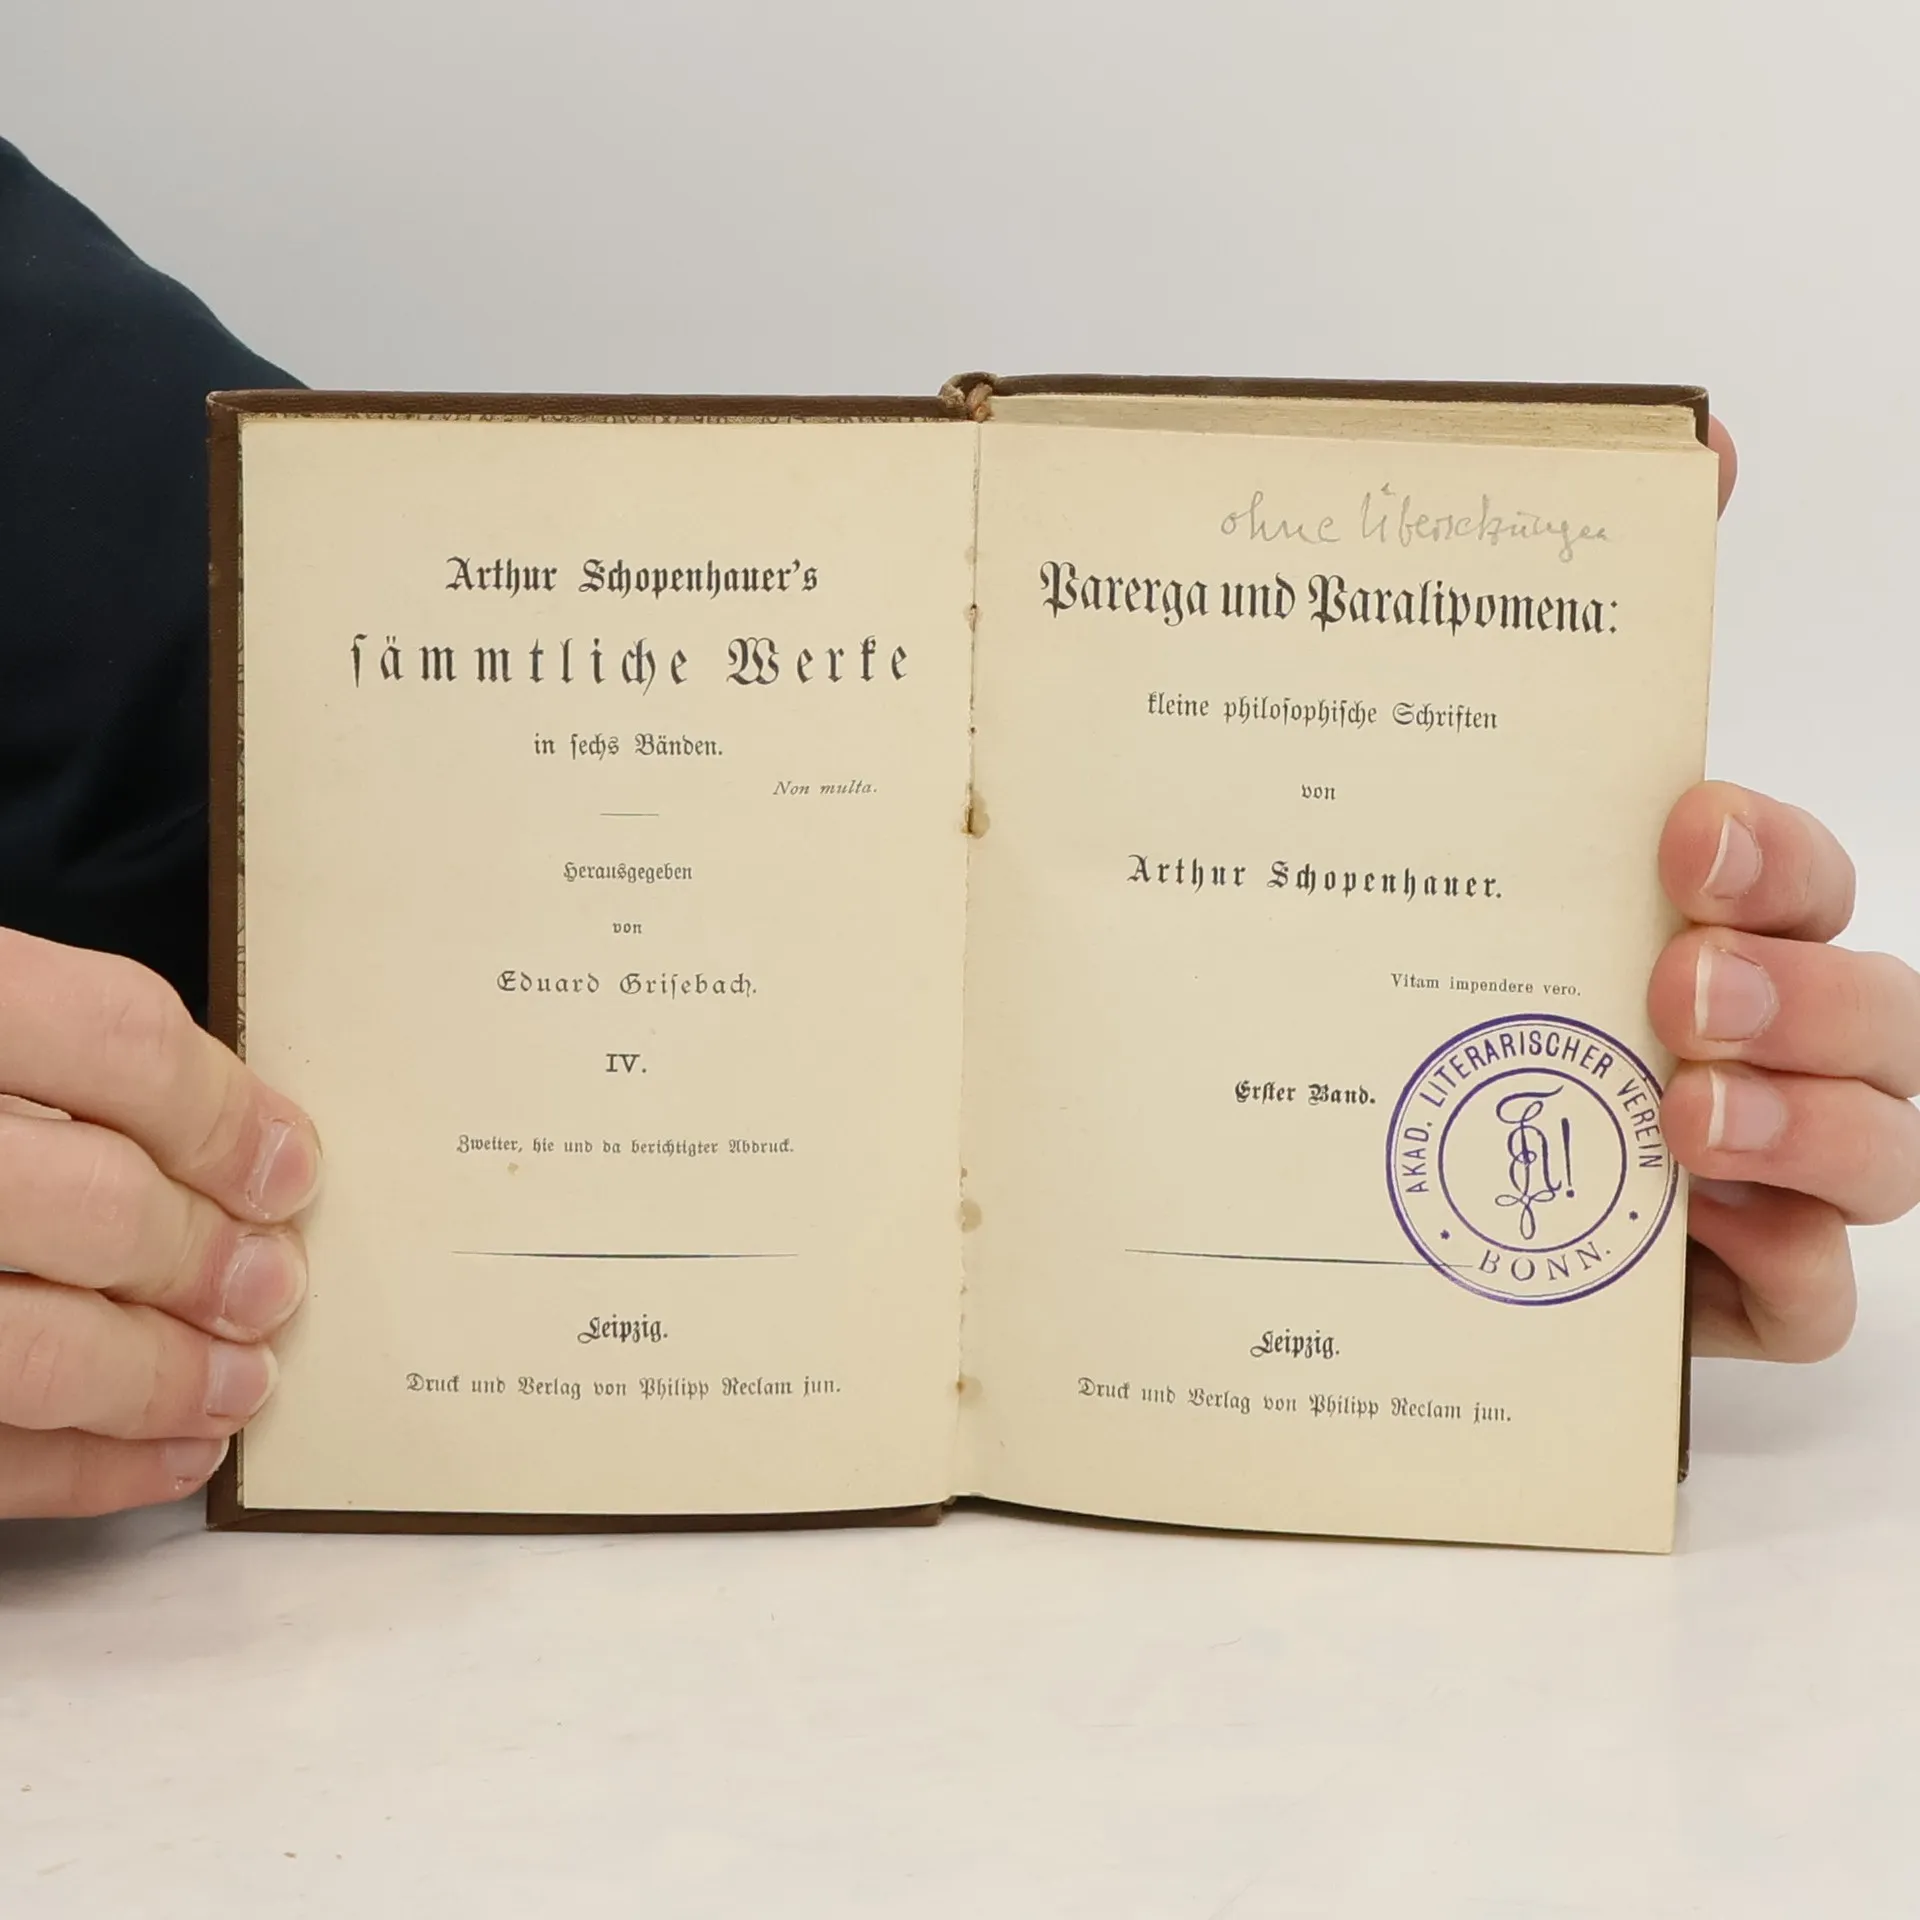 Arthur Schopenhauer's
sämmtliche Werke
in sechs Bänden.
Non multa.
Herausgegeben
von
Eduard Grisebach.
IV.
Zweiter, hie und da berichtigter Abdruck.
Leipzig.
Druck und Verlag von Philipp Reclam jun.
ohne Übersetzungen
Parerga und Paralipomena:
kleine philosophische Schriften
von
Arthur Schopenhauer.
Vitam impendere vero.
Erster Band.
AKAD. LITERARISCHER VEREIN
* BONN. *
Leipzig.
Druck und Verlag von Philipp Reclam jun.